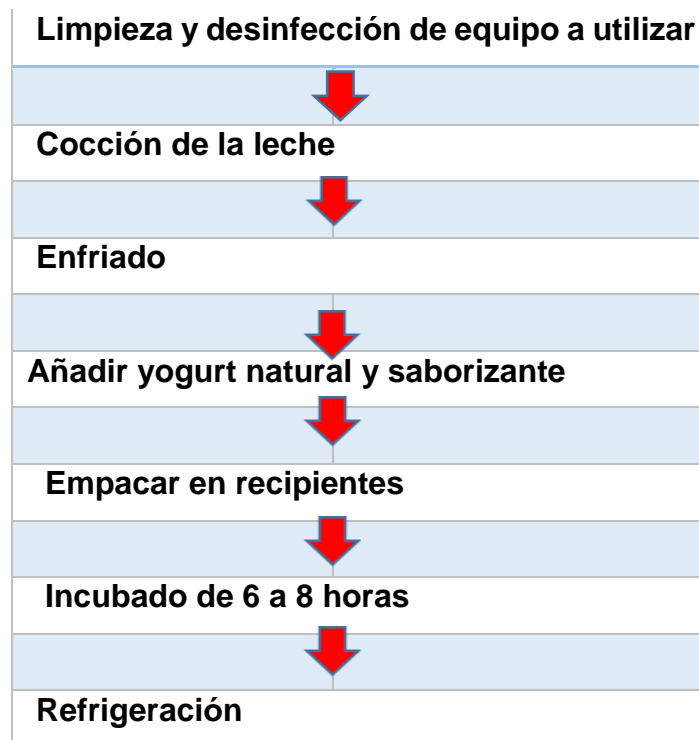 Limpieza y desinfección de equipo a utilizar
Cocción de la leche
Enfriado
Añadir yogurt natural y saborizante
Empacar en recipientes
Incubado de 6 a 8 horas
Refrigeración